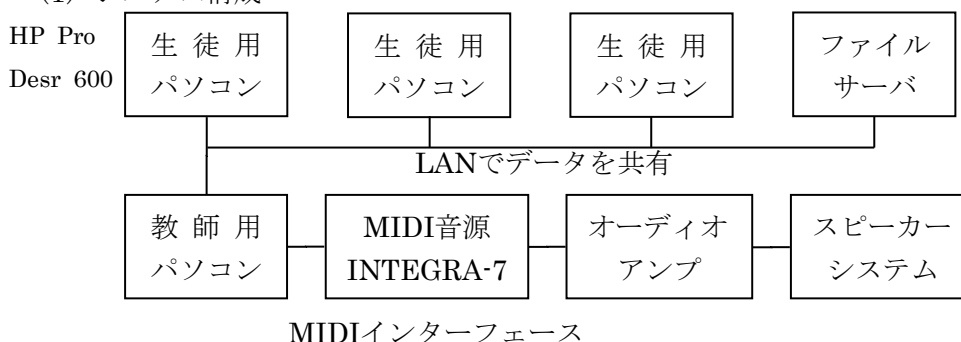 HP Pro
Desr 600
生 徒 用
パソコン
生 徒 用
パソコン
生 徒 用
パソコン
ファイル
サーバ
LANでデータを共有
教 師 用
パソコン
MIDI音源
INTEGRA-7
オーディオ
アンプ
スピーカー
システム
MIDIインターフェース